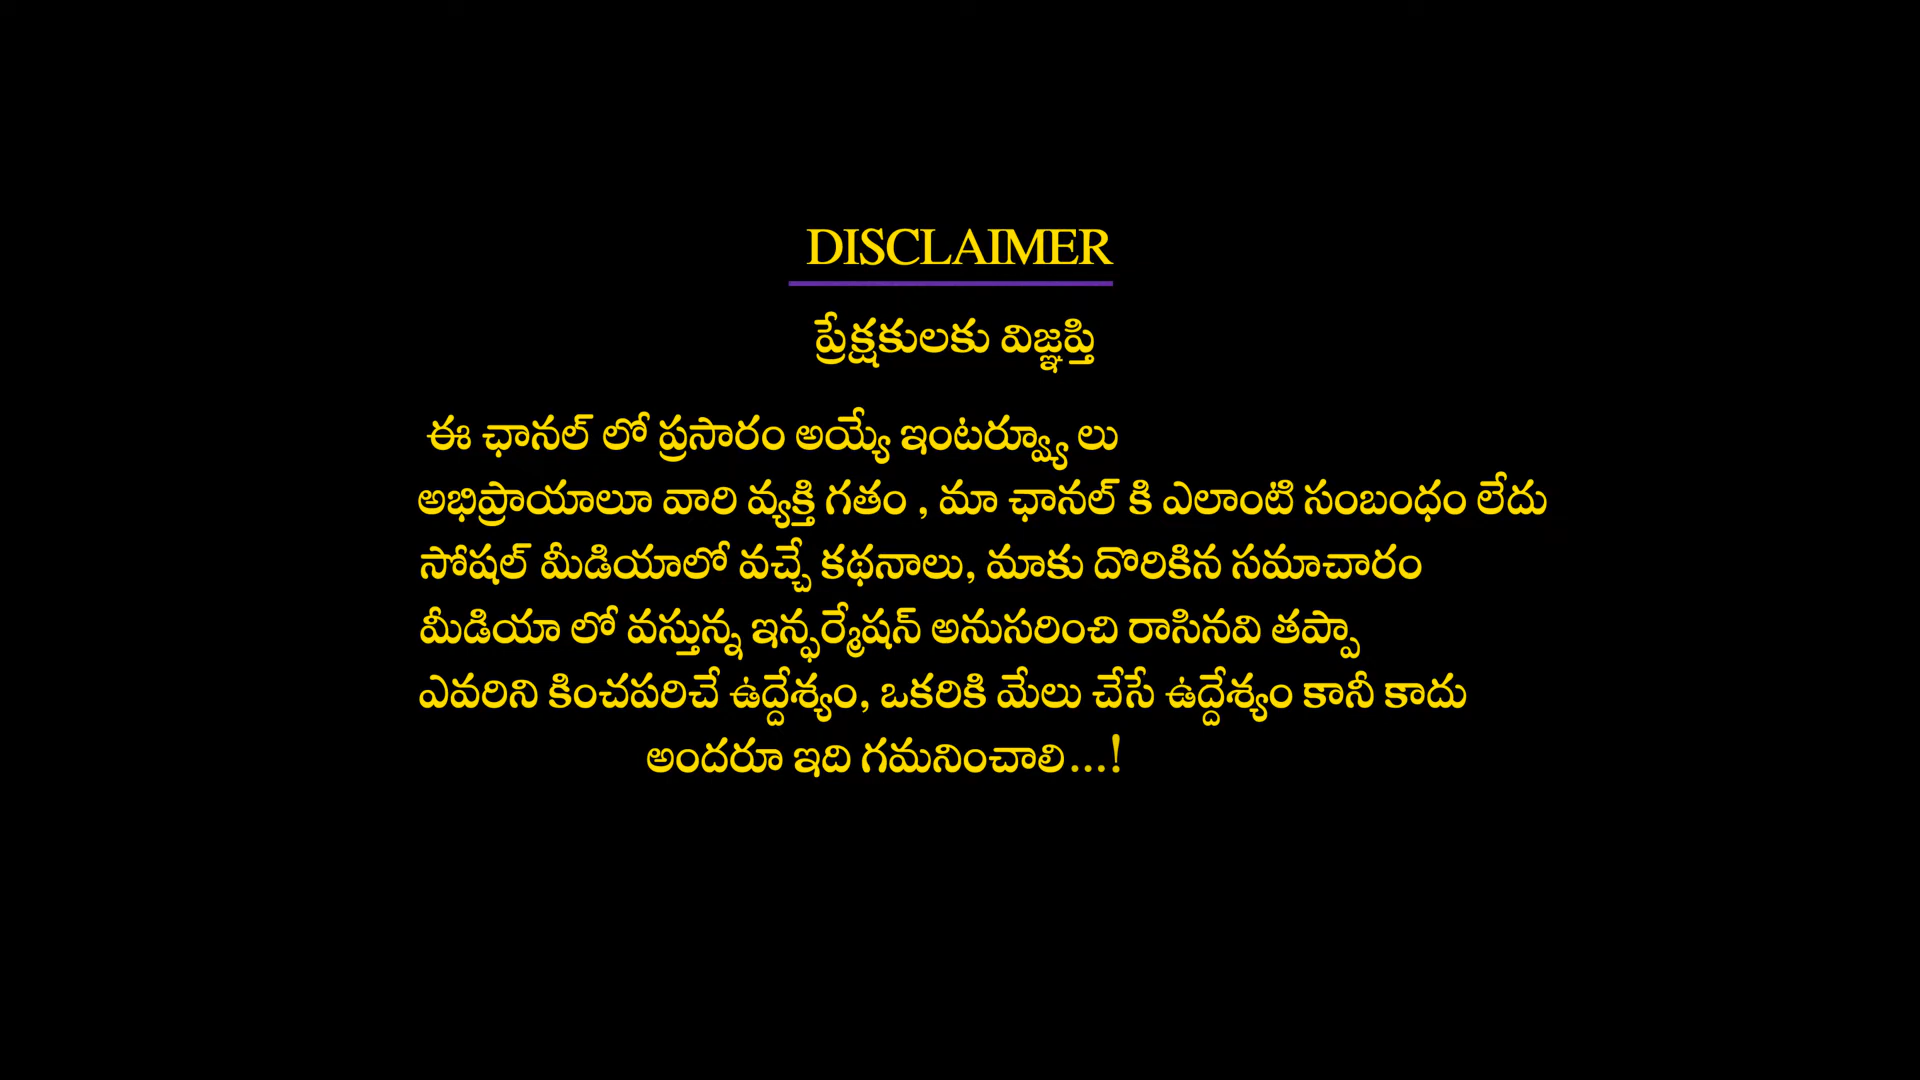 DISCLAIMER
ప్రేక్షకులకు విజ్ఞప్తి
ఈ ఛానల్ లో ప్రసారం అయ్యే ఇంటర్వ్యూ లు
అభిప్రాయాలూ వారి వ్యక్తి గతం , మా ఛానల్ కి ఎలాంటి సంబంధం లేదు
సోషల్ మీడియాలో వచ్చే కథనాలు, మాకు దొరికిన సమాచారం
మీడియా లో వస్తున్న ఇన్ఫర్మేషన్ అనుసరించి రాసినవి తప్పా
ఎవరిని కించపరిచే ఉద్దేశ్యం, ఒకరికి మేలు చేసే ఉద్దేశ్యం కానీ కాదు
అందరూ ఇది గమనించాలి...!